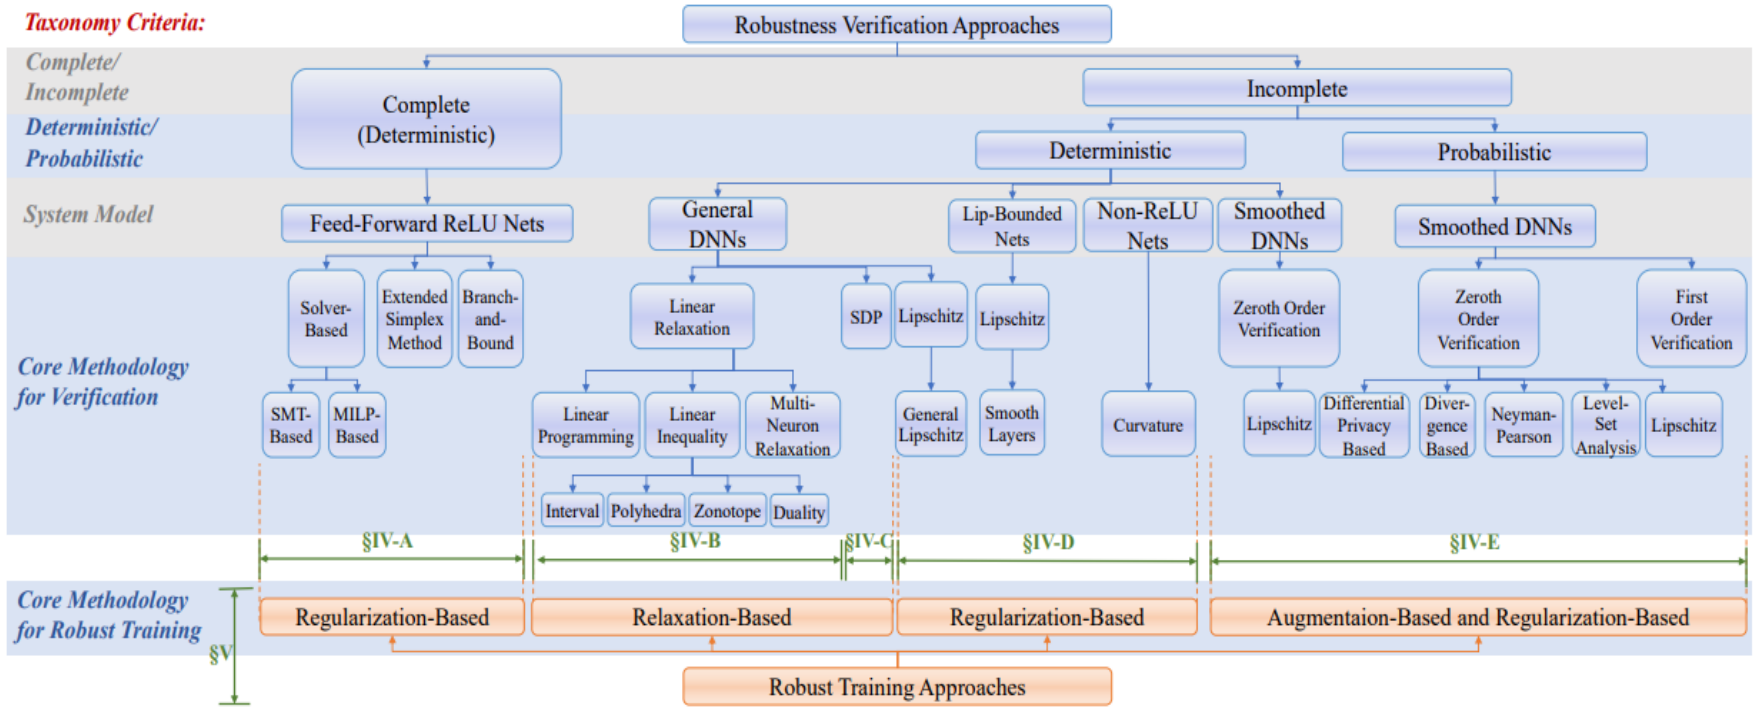 Taxonomy Criteria:
Robustness Verification Approaches
Complete/
Incomplete
Complete
(Deterministic)
Incomplete
Deterministic/
Probabilistic
Deterministic
Probabilistic
System Model
Feed-Forward ReLU Nets
General
DNNs
Lip-Bounded
Nets
Non-ReLU
Nets
Smoothed
DNNs
Smoothed DNNs
Core Methodology
for Verification
Solver-
Based
Extended
Simplex
Method
Branch-
and-
Bound
Linear
Relaxation
SDP
Lipschitz
Lipschitz
Zeroth Order
Verification
Zeroth
Order
Verification
First
Order
Verification
SMT-
Based
MILP-
Based
Linear
Programming
Linear
Inequality
Multi-
Neuron
Relaxation
General
Lipschitz
Smooth
Layers
Curvature
Lipschitz
Differential
Privacy
Based
Diver-
gence
Based
Neyman-
Pearson
Level-
Set
Analysis
Lipschitz
Interval
Polyhedra
Zonotope
Duality
§IV-A
§IV-B
§IV-C
§IV-D
§IV-E
Core Methodology
for Robust Training
Regularization-Based
Relaxation-Based
Regularization-Based
Augmentaion-Based and Regularization-Based
§V
Robust Training Approaches